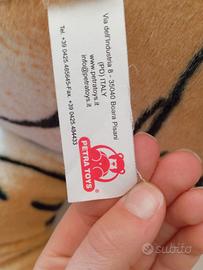 Via dell'Industria 8 - 35040 Boara Pisani
(PD) ITALY
www.petratoys.it
info@petratoys.it
Tel. +39 0425 485645-Fax. +39 0425 484433
PETRA TOYS
subito